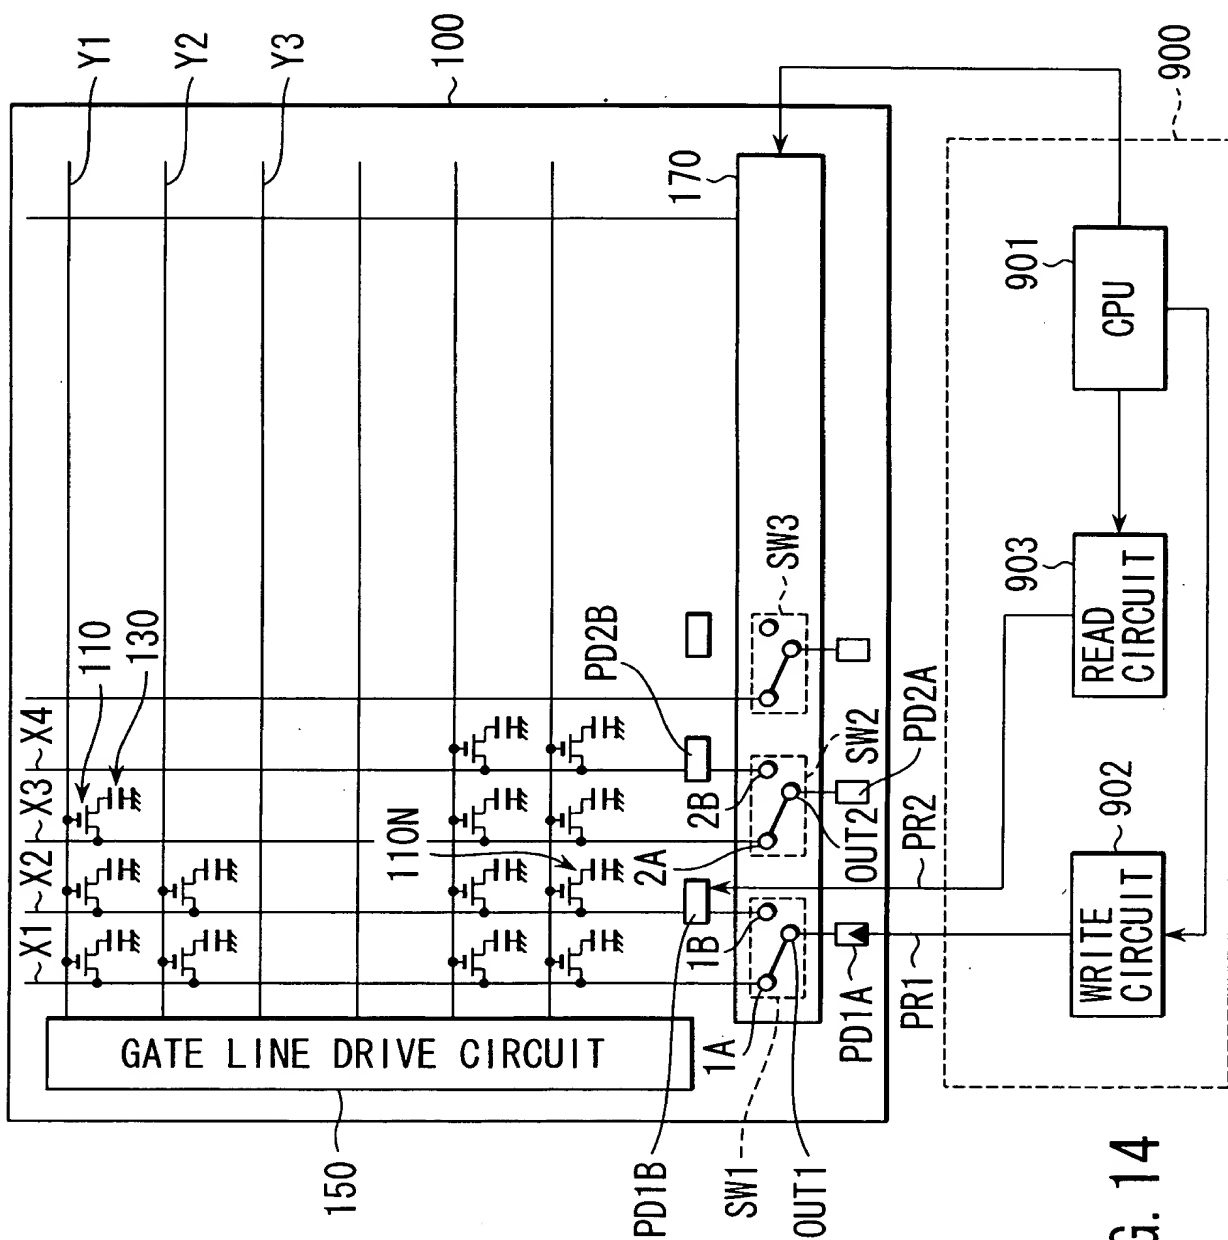 Y1
Y2
Y3
100
900
X1
X2
X3
X4
110
130
110N
170
901
CPU
903
READ
CIRCUIT
902
WRITE
CIRCUIT
GATE LINE DRIVE CIRCUIT
150
PD1B
PD2B
SW3
SW2
SW1
1A
1B
2A
2B
OUT1
OUT2
PD1A
PD2A
PR1
PR2
G. 14